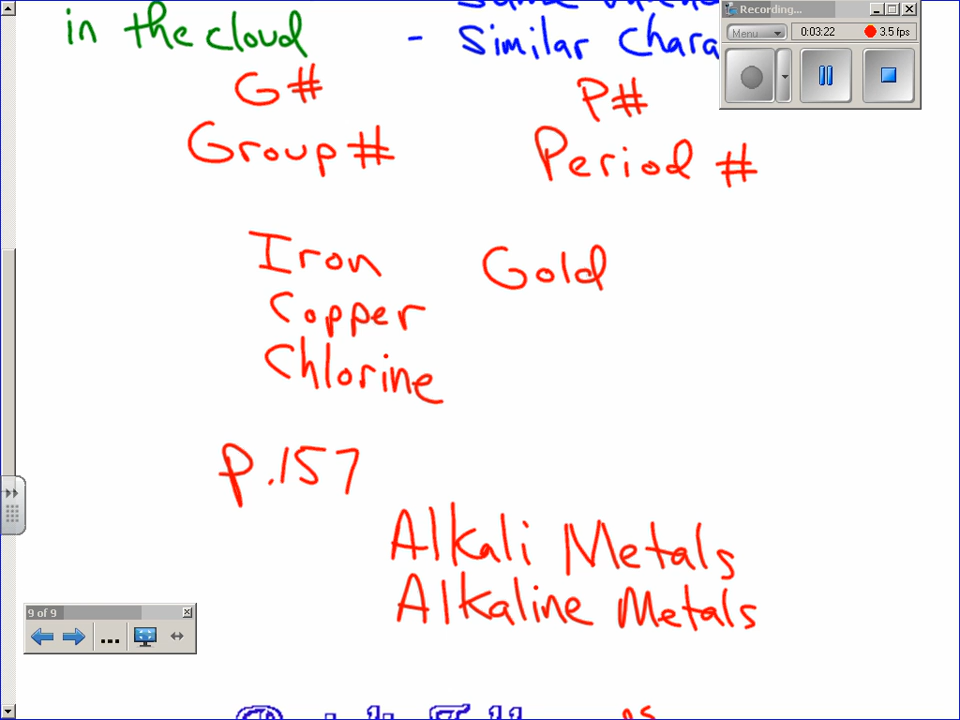 in the cloud
- Similar Chara
G# P#
Group # Period #
Iron Gold
Copper
Chlorine
p.157
Alkali Metals
Alkaline Metals
Recording...
Menu 0:03:22 3.5 fps
9 of 9
...